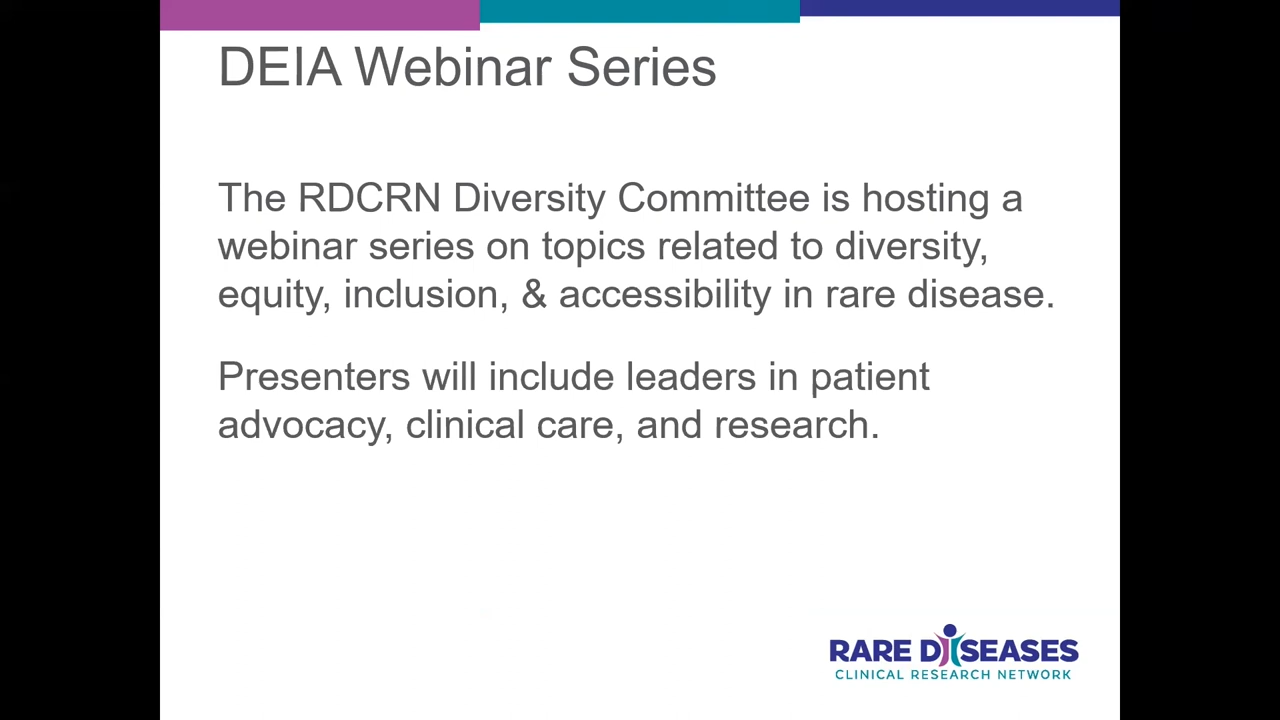 DEIA Webinar Series
The RDCRN Diversity Committee is hosting a
webinar series on topics related to diversity,
equity, inclusion, & accessibility in rare disease.
Presenters will include leaders in patient
advocacy, clinical care, and research.
RARE DISEASES
CLINICAL RESEARCH NETWORK